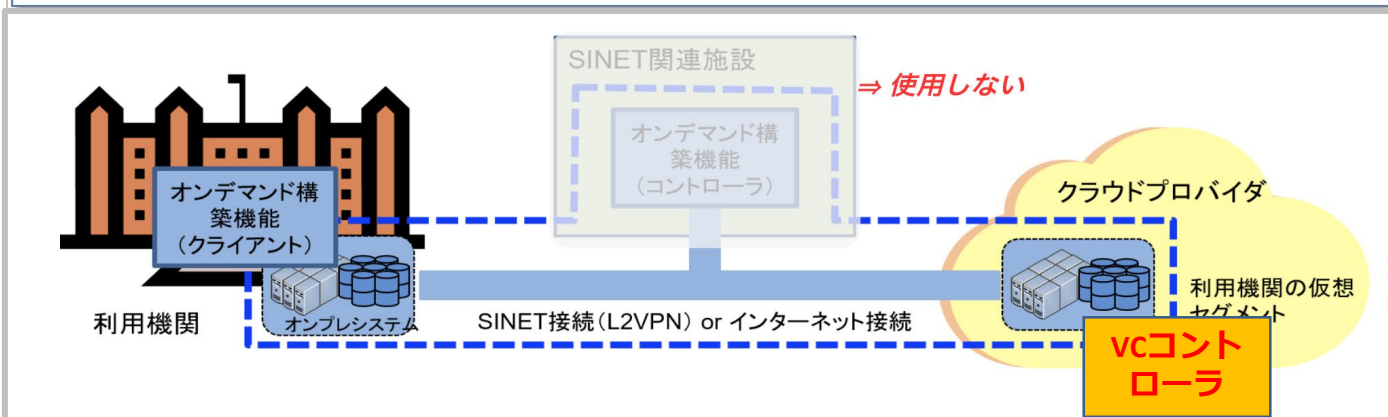 SINET関連施設
⇒ 使用しない
オンデマンド構
築機能
(コントローラ)
オンデマンド構
築機能
(クライアント)
クラウドプロバイダ
利用機関
オンプレシステム
SINET接続(L2VPN) or インターネット接続
利用機関の仮想
セグメント
VCコント
ローラ